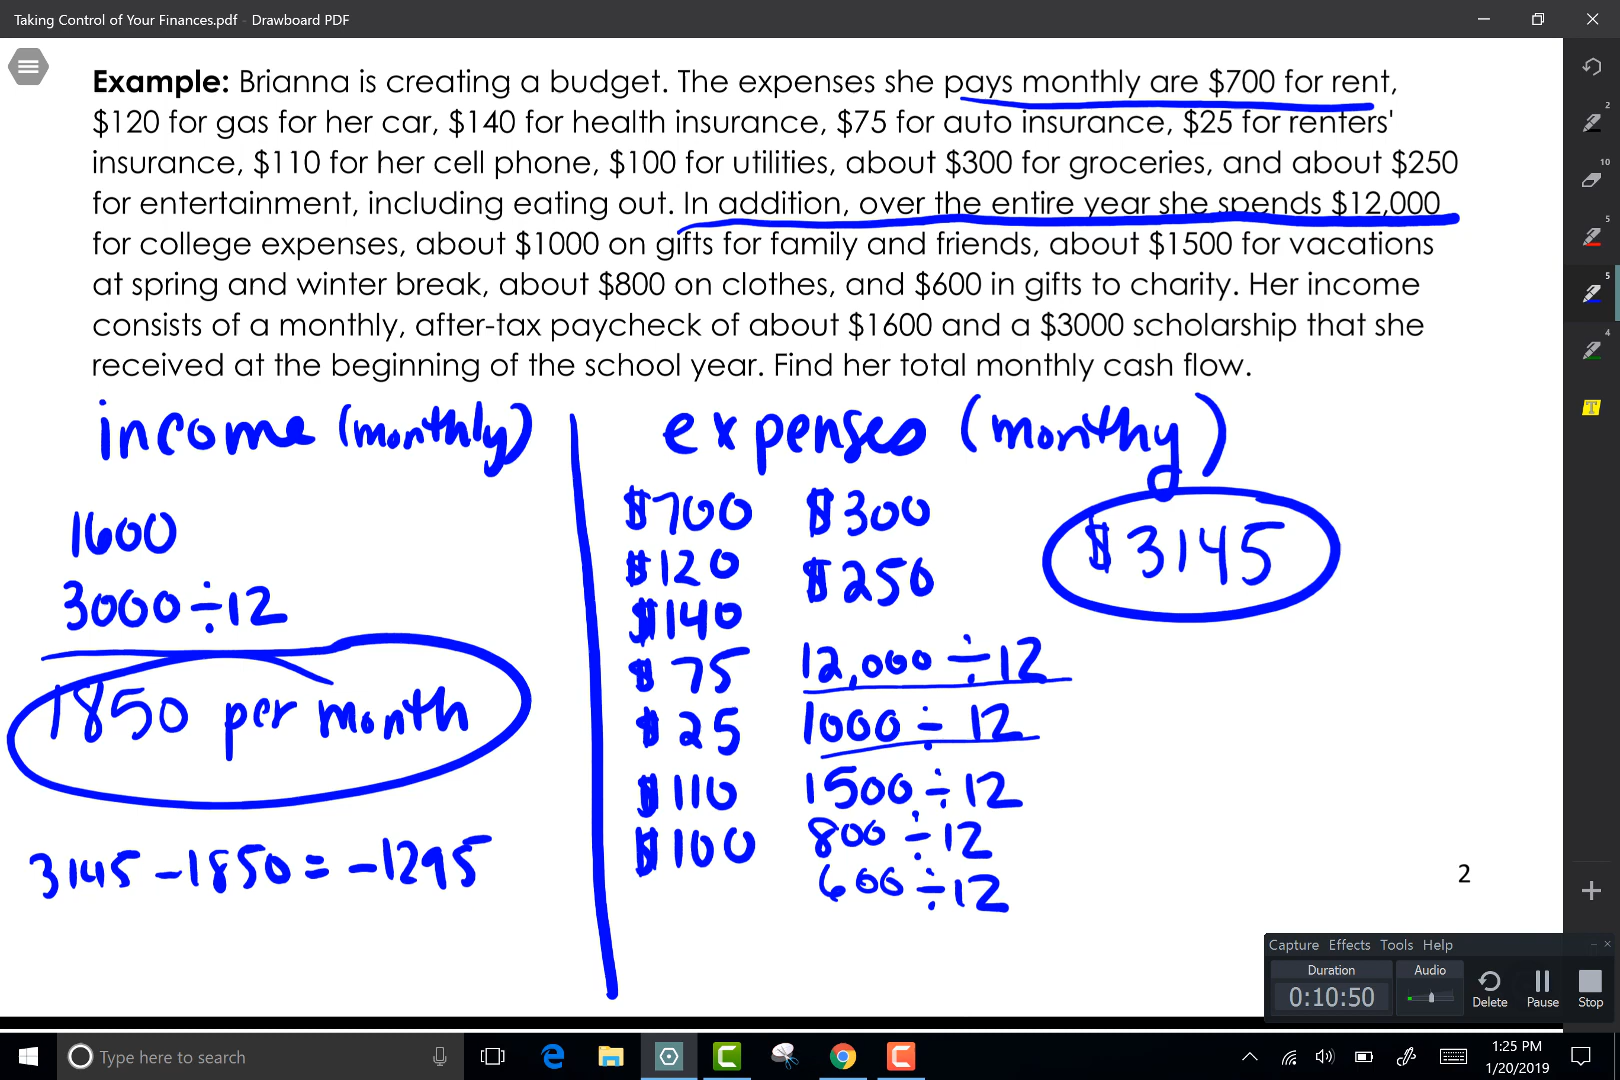 Taking Control of Your Finances.pdf - Drawboard PDF
Example: Brianna is creating a budget. The expenses she pays monthly are $700 for rent,
$120 for gas for her car, $140 for health insurance, $75 for auto insurance, $25 for renters'
insurance, $110 for her cell phone, $100 for utilities, about $300 for groceries, and about $250
for entertainment, including eating out. In addition, over the entire year she spends $12,000
for college expenses, about $1000 on gifts for family and friends, about $1500 for vacations
at spring and winter break, about $800 on clothes, and $600 in gifts to charity. Her income
consists of a monthly, after-tax paycheck of about $1600 and a $3000 scholarship that she
received at the beginning of the school year. Find her total monthly cash flow.
income (monthly)
1600
3000÷12
1850 per month
3145 -1850= -1295
expenses (monthy)
$700
$120
$140
$75
$25
$110
$100
$300
$250
12,000 ÷12
1000 ÷ 12
1500÷12
800 ÷12
600÷12
$3145
2
2
10
5
5
4
T
Capture Effects Tools Help
Duration
0:10:50
Audio
Delete
Pause
Stop
Type here to search
1:25 PM
1/20/2019